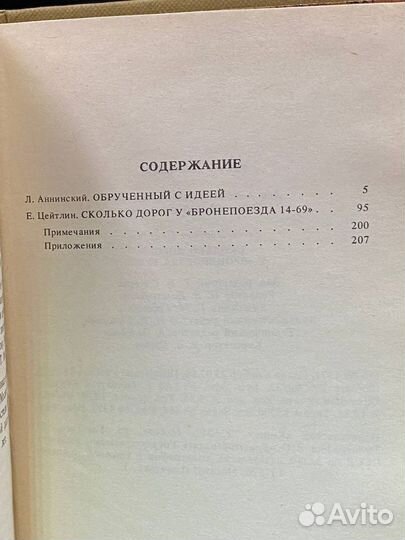 СОДЕРЖАНИЕ
Л. Аннинский. ОБРУЧЕННЫЙ С ИДЕЕЙ . . . . . . . . . 5
Е. Цейтлин. СКОЛЬКО ДОРОГ У «БРОНЕПОЕЗДА 14-69» . . . 95
Примечания . . . . . . . . . . . . . . . . . 200
Приложения . . . . . . . . . . . . . . . . . 207
Avito